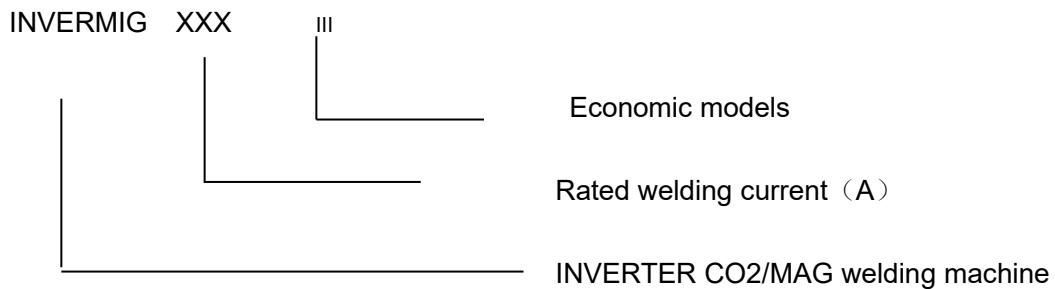 INVERMIG XXX III
Economic models
Rated welding current（A）
INVERTER CO2/MAG welding machine